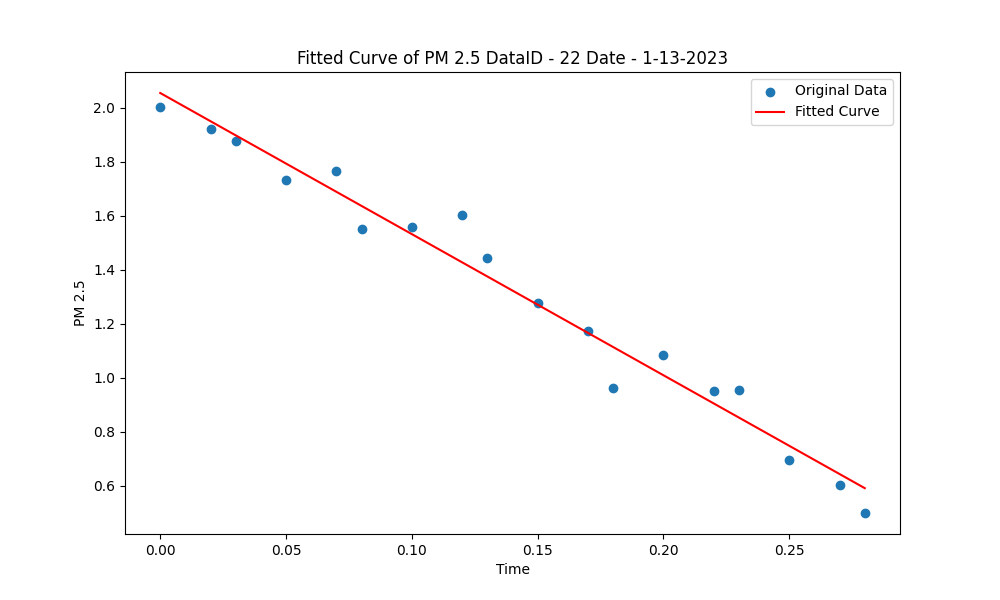 Fitted Curve of PM 2.5 DataID - 22 Date - 1-13-2023
Original Data
Fitted Curve
2.0
1.8
1.6
1.4
1.2
1.0
0.8
0.6
PM 2.5
0.00 0.05 0.10 0.15 0.20 0.25
Time